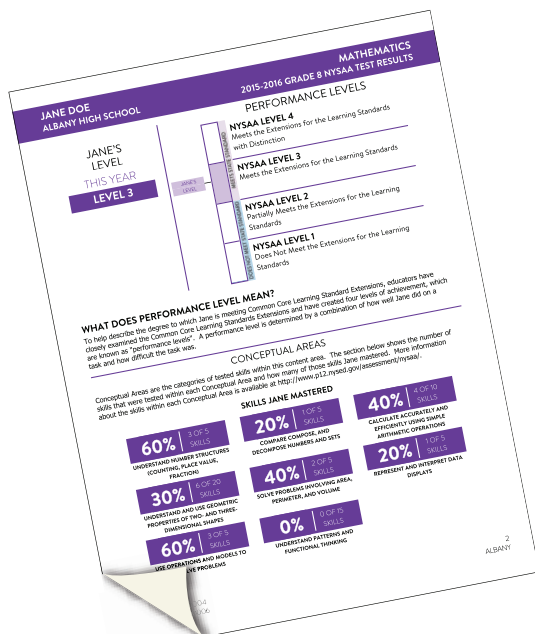 JANE DOE
ALBANY HIGH SCHOOL
MATHEMATICS
2015-2016 GRADE 8 NYSAA TEST RESULTS
JANE'S
LEVEL
THIS YEAR
LEVEL 3
PERFORMANCE LEVELS
JANE'S
LEVEL
NYSAA LEVEL 4
Meets the Extensions for the Learning Standards
with Distinction
NYSAA LEVEL 3
Meets the Extensions for the Learning Standards
NYSAA LEVEL 2
Partially Meets the Extensions for the Learning
Standards
NYSAA LEVEL 1
Does Not Meet the Extensions for the Learning
Standards
WHAT DOES PERFORMANCE LEVEL MEAN?
To help describe the degree to which Jane is meeting Common Core Learning Standard Extensions, educators have
closely examined the Common Core Learning Standards Extensions and have created four levels of achievement, which
are known as "performance levels". A performance level is determined by a combination of how well Jane did on a
task and how difficult the task was.
CONCEPTUAL AREAS
Conceptual Areas are the categories of tested skills within this content area. The section below shows the number of
skills that were tested within each Conceptual Area and how many of those skills Jane mastered. More information
about the skills within each Conceptual Area is available at http://www.p12.nysed.gov/assessment/nysaa/.
SKILLS JANE MASTERED
60% 3 OF 5 SKILLS
UNDERSTAND NUMBER STRUCTURES
(COUNTING, PLACE VALUE,
FRACTION)
20% 1 OF 5 SKILLS
COMPARE COMPOSE, AND
DECOMPOSE NUMBERS AND SETS
40% 4 OF 10 SKILLS
CALCULATE ACCURATELY AND
EFFICIENTLY USING SIMPLE
ARITHMETIC OPERATIONS
30% 6 OF 20 SKILLS
UNDERSTAND AND USE GEOMETRIC
PROPERTIES OF TWO- AND THREE-
DIMENSIONAL SHAPES
40% 2 OF 5 SKILLS
SOLVE PROBLEMS INVOLVING AREA,
PERIMETER, AND VOLUME
20% 1 OF 5 SKILLS
REPRESENT AND INTERPRET DATA
DISPLAYS
60% 3 OF 5 SKILLS
USE OPERATIONS AND MODELS TO
PROBLEMS
0% 0 OF 15 SKILLS
UNDERSTAND PATTERNS AND
FUNCTIONAL THINKING
2
ALBANY